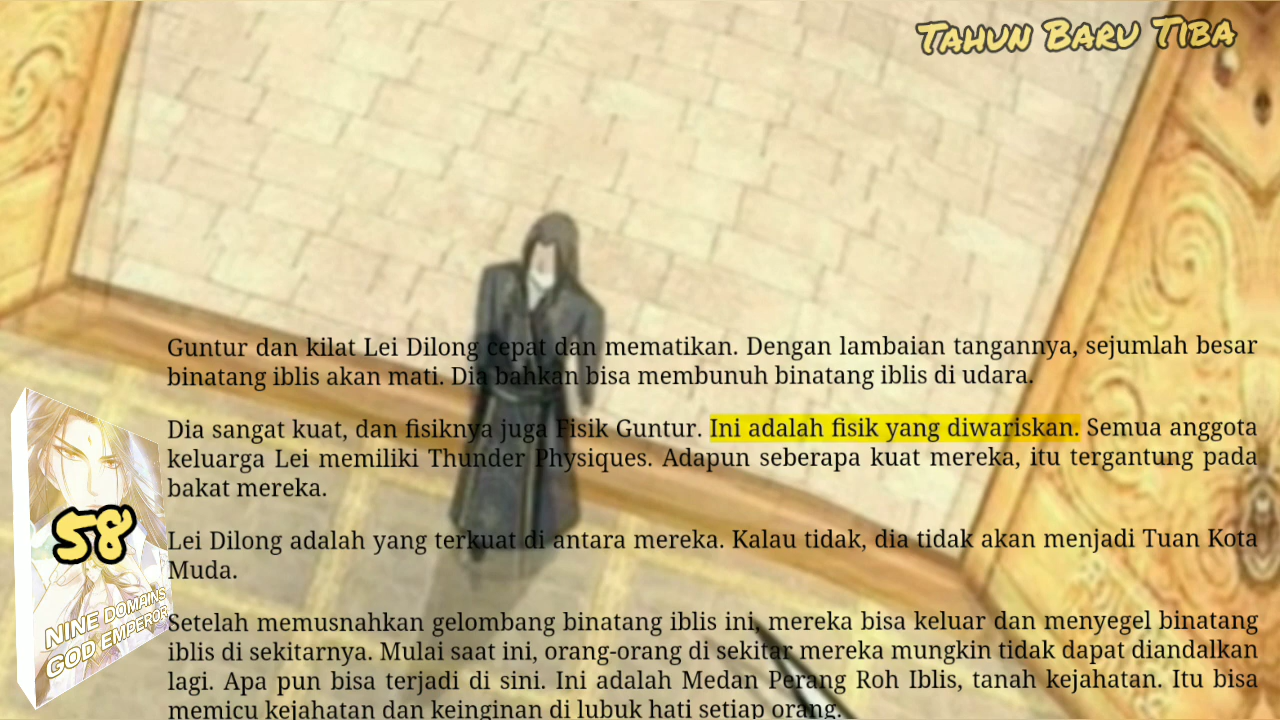 Tahun Baru Tiba
Guntur dan kilat Lei Dilong cepat dan mematikan. Dengan lambaian tangannya, sejumlah besar
binatang iblis akan mati. Dia bahkan bisa membunuh binatang iblis di udara.
Dia sangat kuat, dan fisiknya juga Fisik Guntur. Ini adalah fisik yang diwariskan. Semua anggota
keluarga Lei memiliki Thunder Physiques. Adapun seberapa kuat mereka, itu tergantung pada
bakat mereka.
Lei Dilong adalah yang terkuat di antara mereka. Kalau tidak, dia tidak akan menjadi Tuan Kota
Muda.
Setelah memusnahkan gelombang binatang iblis ini, mereka bisa keluar dan menyegel binatang
iblis di sekitarnya. Mulai saat ini, orang-orang di sekitar mereka mungkin tidak dapat diandalkan
lagi. Apa pun bisa terjadi di sini. Ini adalah Medan Perang Roh Iblis, tanah kejahatan. Itu bisa
memicu kejahatan dan keinginan di lubuk hati setiap orang.
58
NINE DOMAINS
GOD EMPEROR